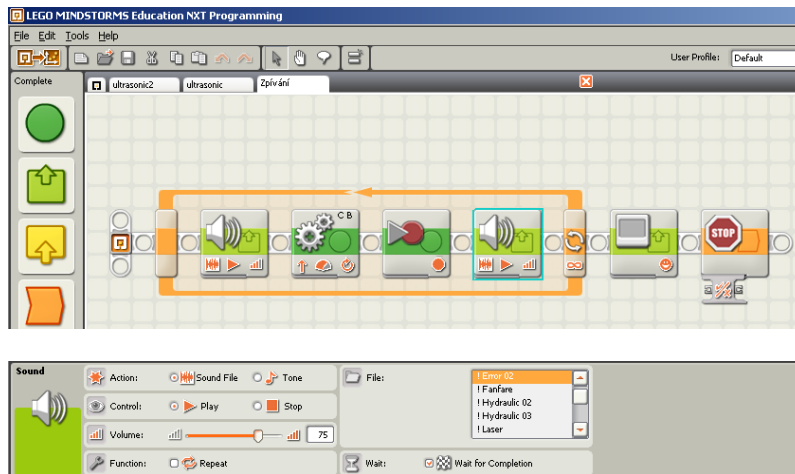 LEGO MINDSTORMS Education NXT Programming
File Edit Tools Help
User Profile: Default
Complete
ultrasonic2 ultrasonic Zpívání
C B
STOP
Sound
Action: Sound File Tone File: ! Error 02
! Fanfare
Control: Play Stop ! Hydraulic 02
! Hydraulic 03
Volume: 75 ! Laser
Function: Repeat Wait: Wait for Completion